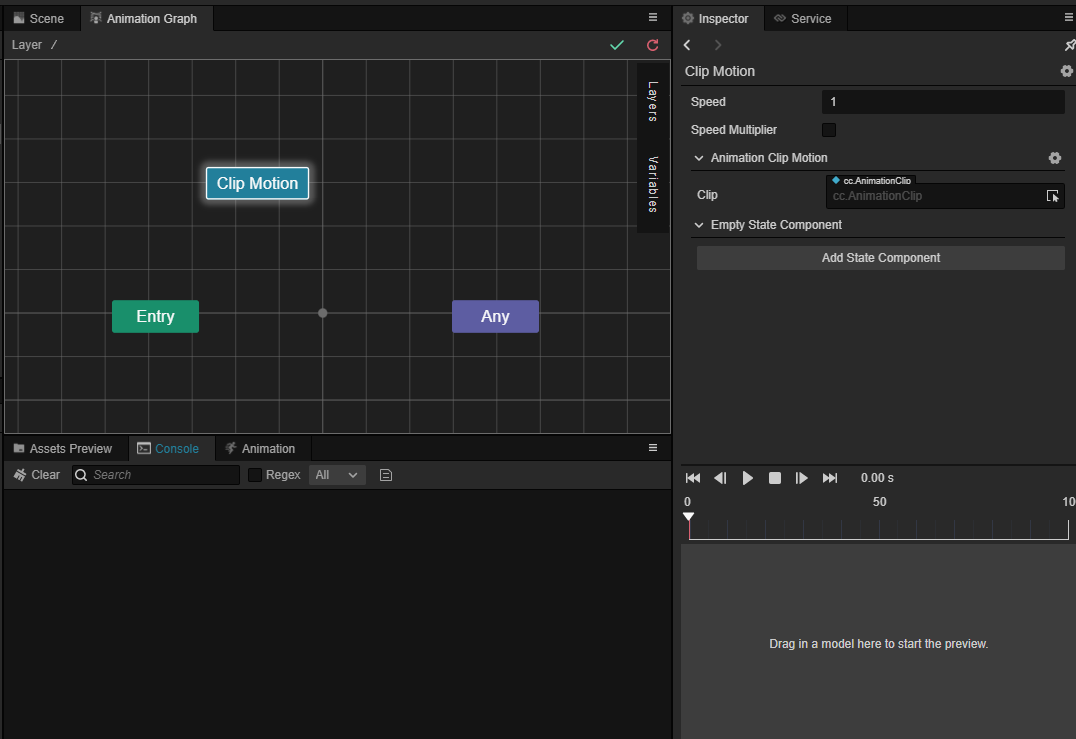 Scene
Animation Graph
Layer /
Layers
Variables
Clip Motion
Entry
Any
Assets Preview
Console
Animation
Clear
Search
Regex
All
Inspector
Service
Clip Motion
Speed
1
Speed Multiplier
Animation Clip Motion
Clip
cc.AnimationClip
cc.AnimationClip
Empty State Component
Add State Component
0.00 s
0
50
10
Drag in a model here to start the preview.